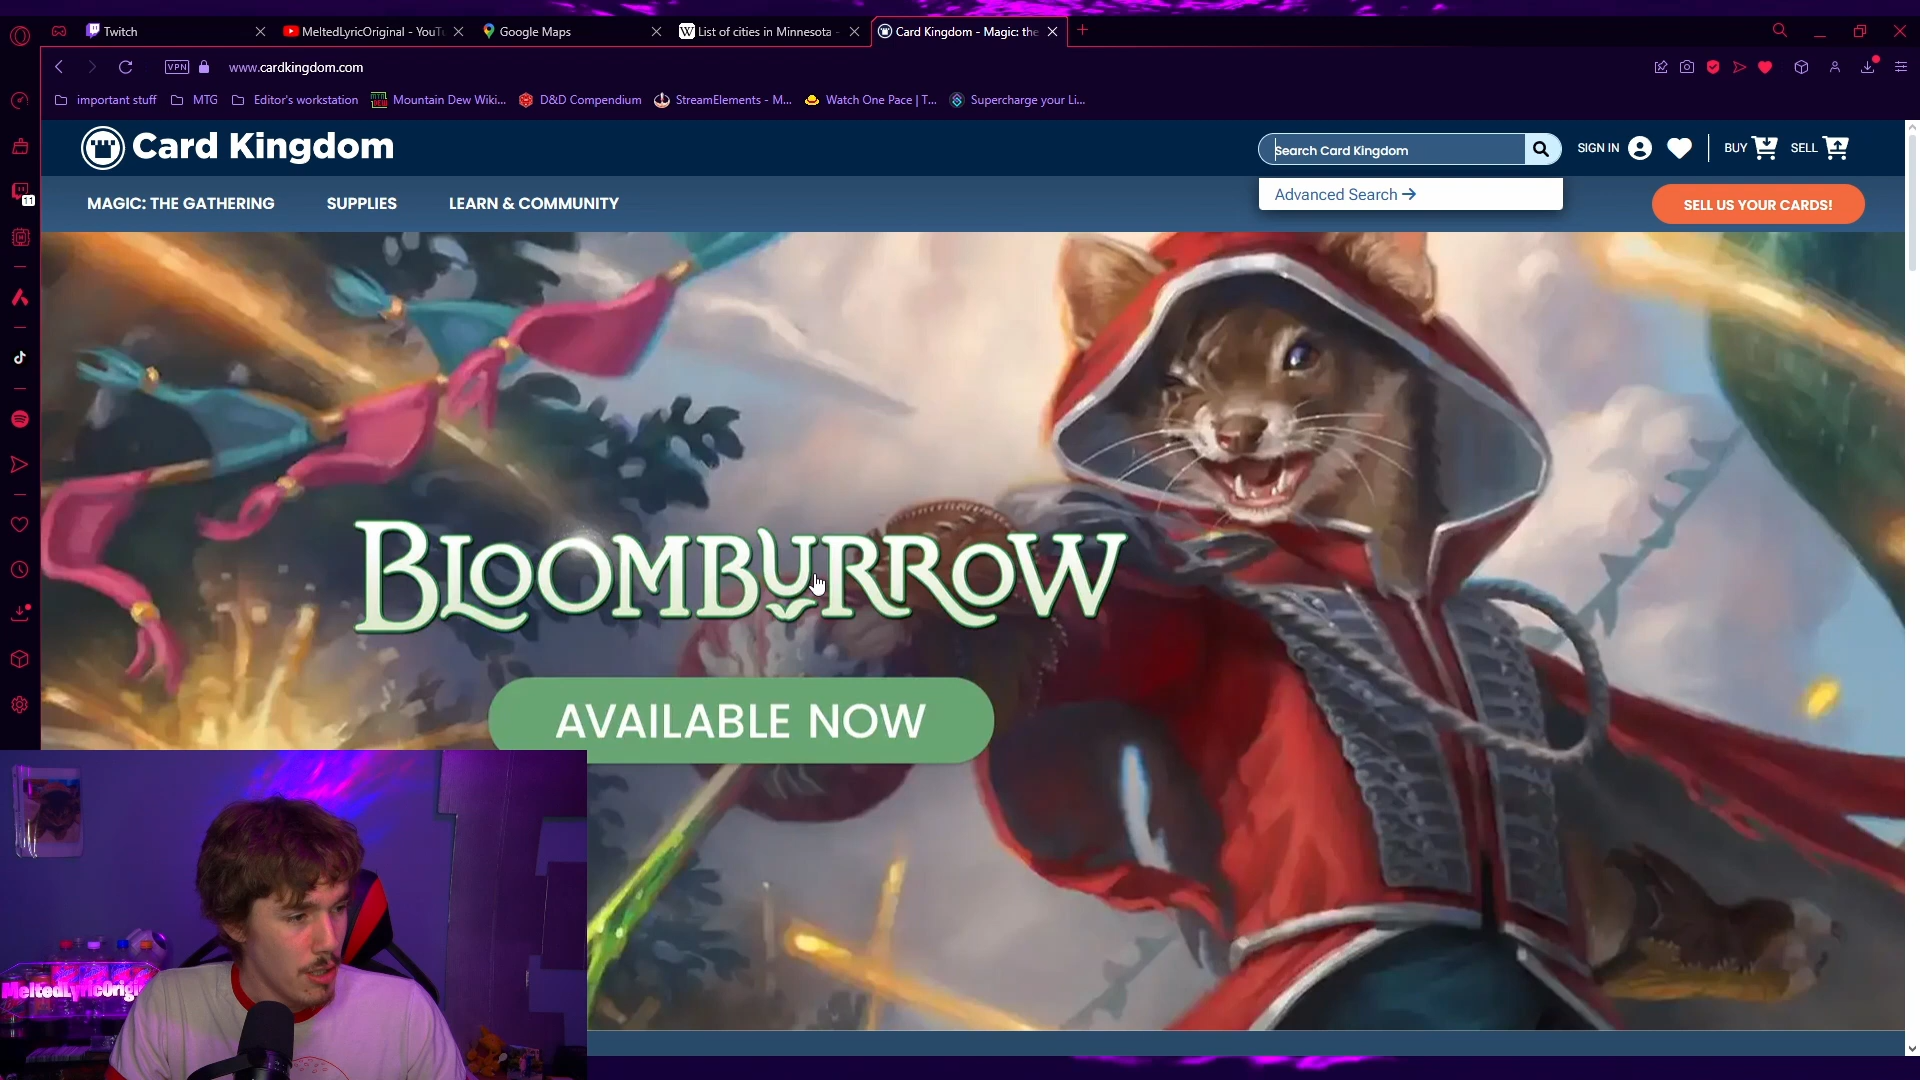 Twitch
MeltedLyricOriginal - YouT
Google Maps
List of cities in Minnesota -
Card Kingdom - Magic: the
VPN
www.cardkingdom.com
important stuff
MTG
Editor's workstation
Mountain Dew Wiki...
D&D Compendium
StreamElements - M...
Watch One Pace | T...
Supercharge your Li...
Card Kingdom
Search Card Kingdom
SIGN IN
BUY
SELL
11
MAGIC: THE GATHERING
SUPPLIES
LEARN & COMMUNITY
Advanced Search →
SELL US YOUR CARDS!
BLOOMBURROW
AVAILABLE NOW
MeltedLyricOrigi